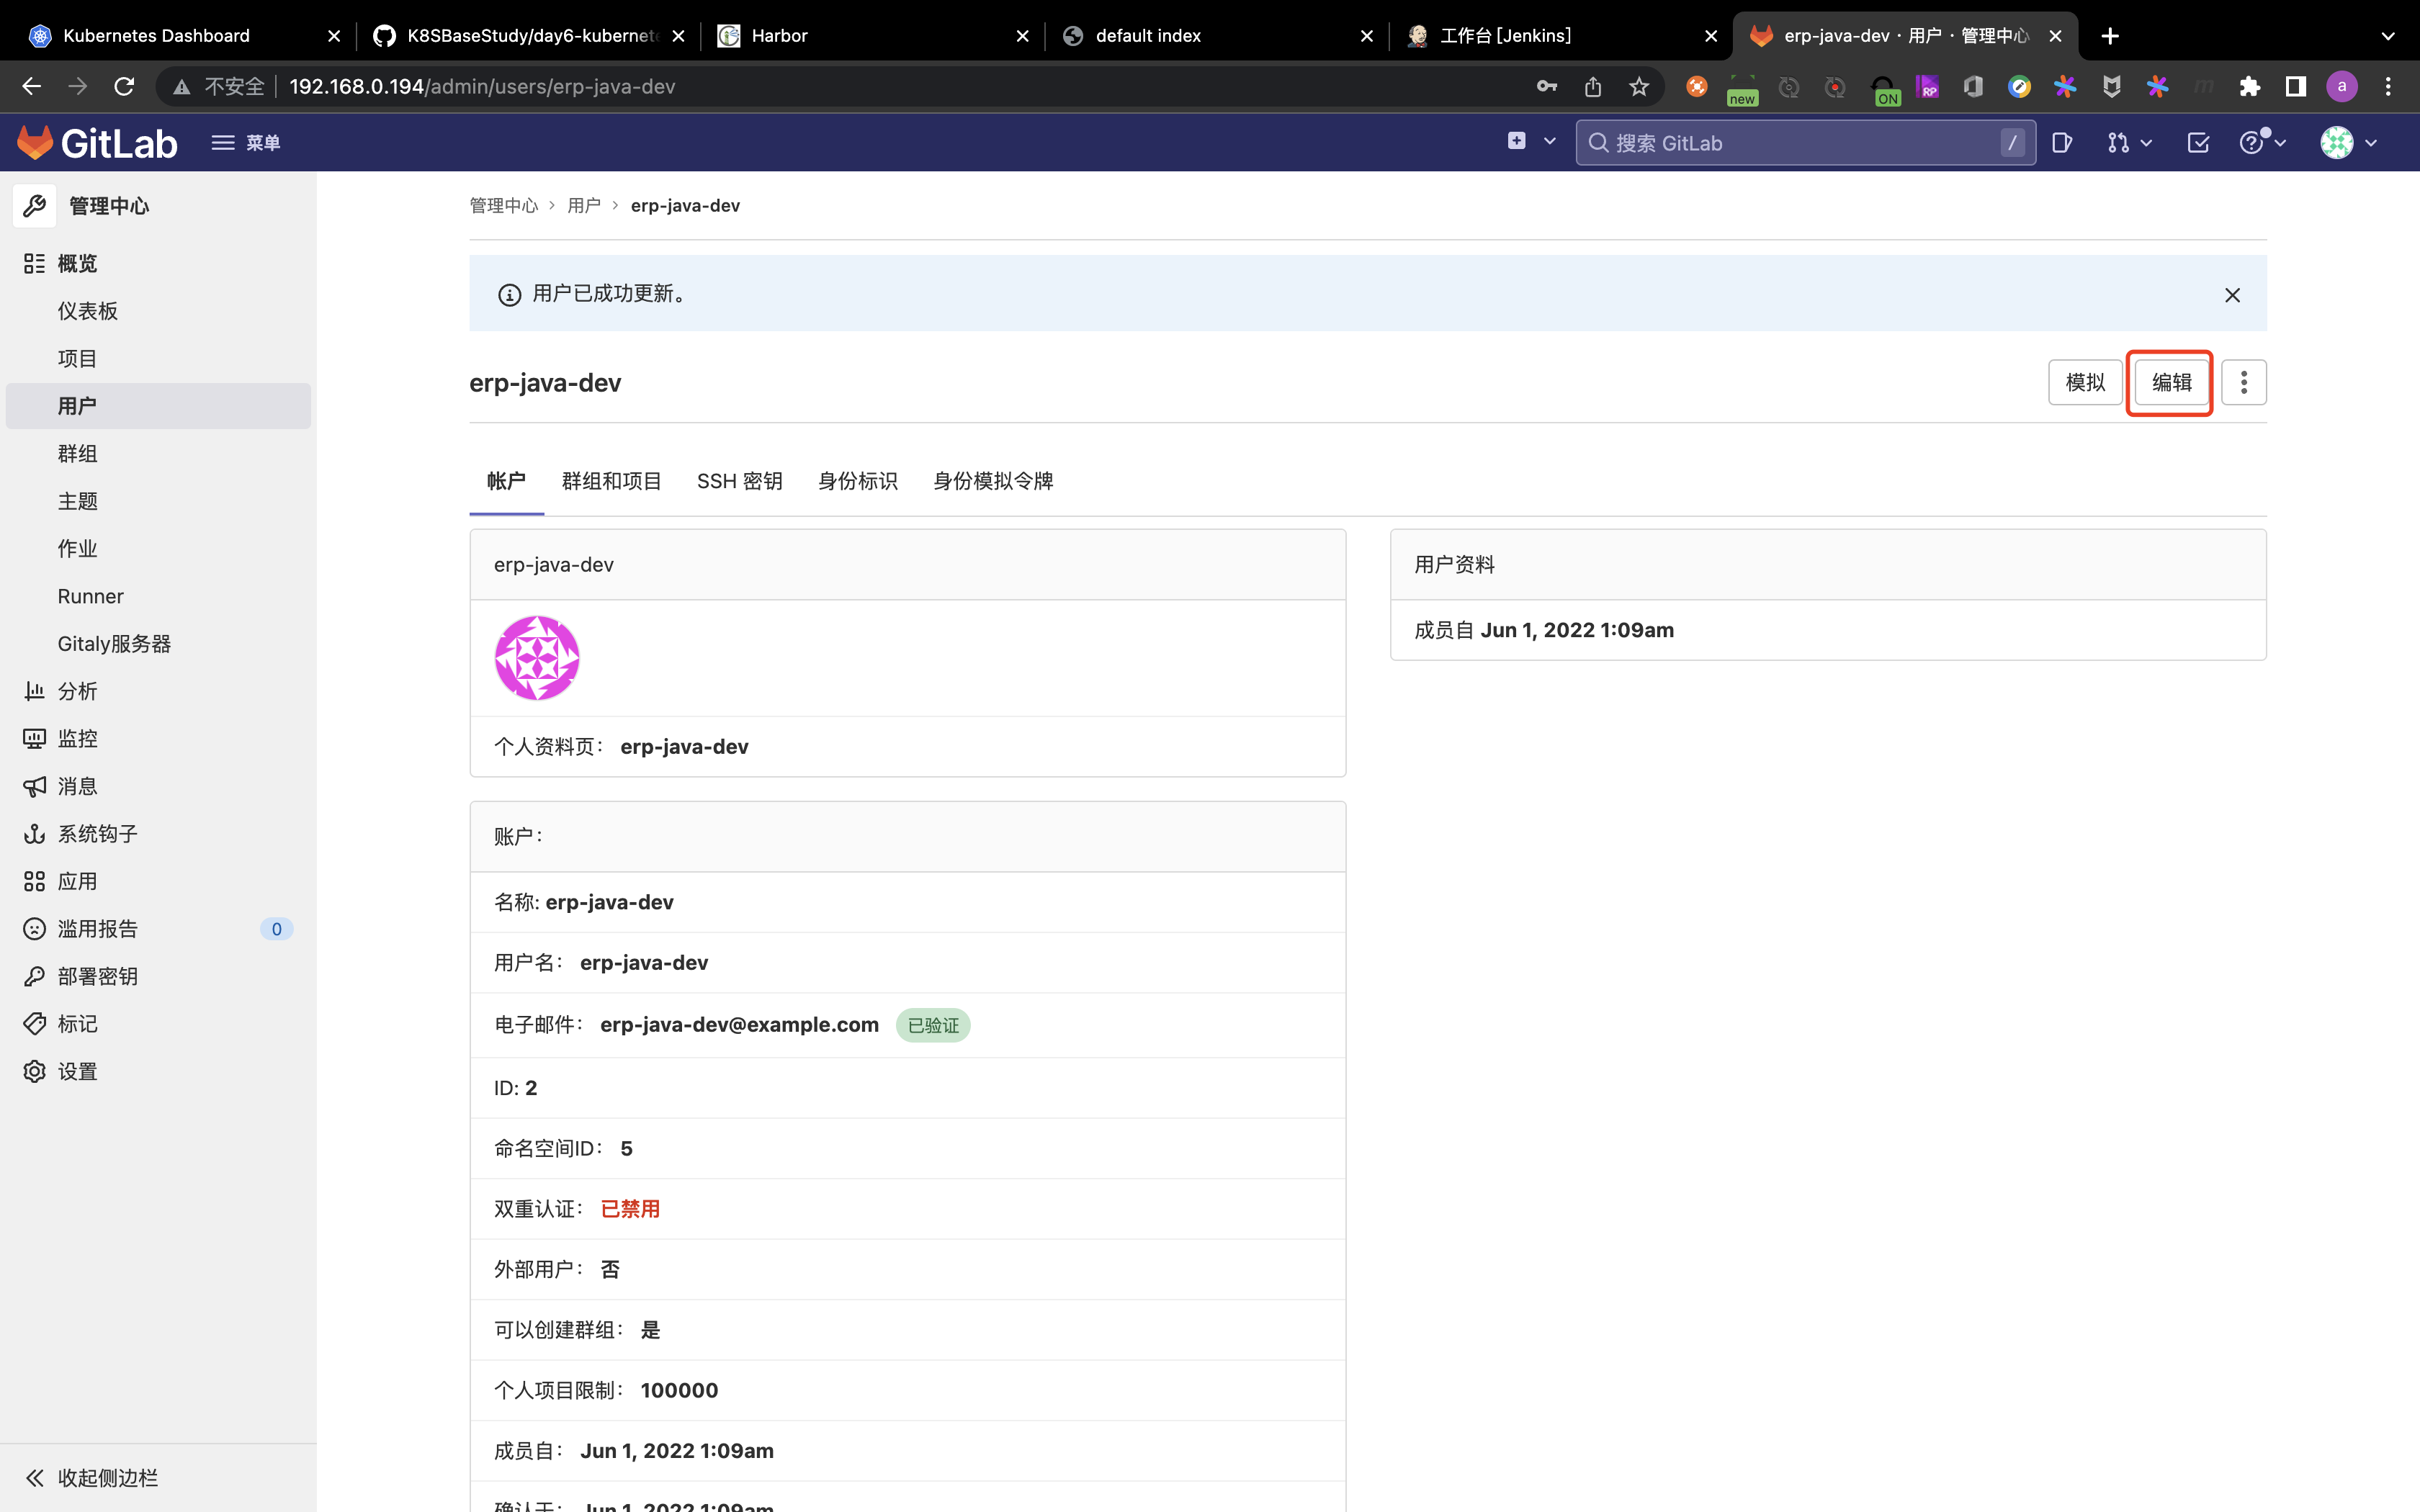 Kubernetes Dashboard
K8SBaseStudy/day6-kubernete
Harbor
default index
工作台 [Jenkins]
erp-java-dev · 用户 · 管理中心
不安全
192.168.0.194/admin/users/erp-java-dev
new
ON
RP
a
GitLab
菜单
搜索 GitLab
/
管理中心
概览
仪表板
项目
用户
群组
主题
作业
Runner
Gitaly服务器
分析
监控
消息
系统钩子
应用
滥用报告 0
部署密钥
标记
设置
收起侧边栏
管理中心 › 用户 › erp-java-dev
用户已成功更新。
erp-java-dev
模拟
编辑
帐户 群组和项目 SSH 密钥 身份标识 身份模拟令牌
erp-java-dev
个人资料页： erp-java-dev
账户：
名称: erp-java-dev
用户名： erp-java-dev
电子邮件： erp-java-dev@example.com 已验证
ID: 2
命名空间ID： 5
双重认证： 已禁用
外部用户： 否
可以创建群组： 是
个人项目限制： 100000
成员自： Jun 1, 2022 1:09am
确认于： Jun 1, 2022 1:09am
用户资料
成员自 Jun 1, 2022 1:09am